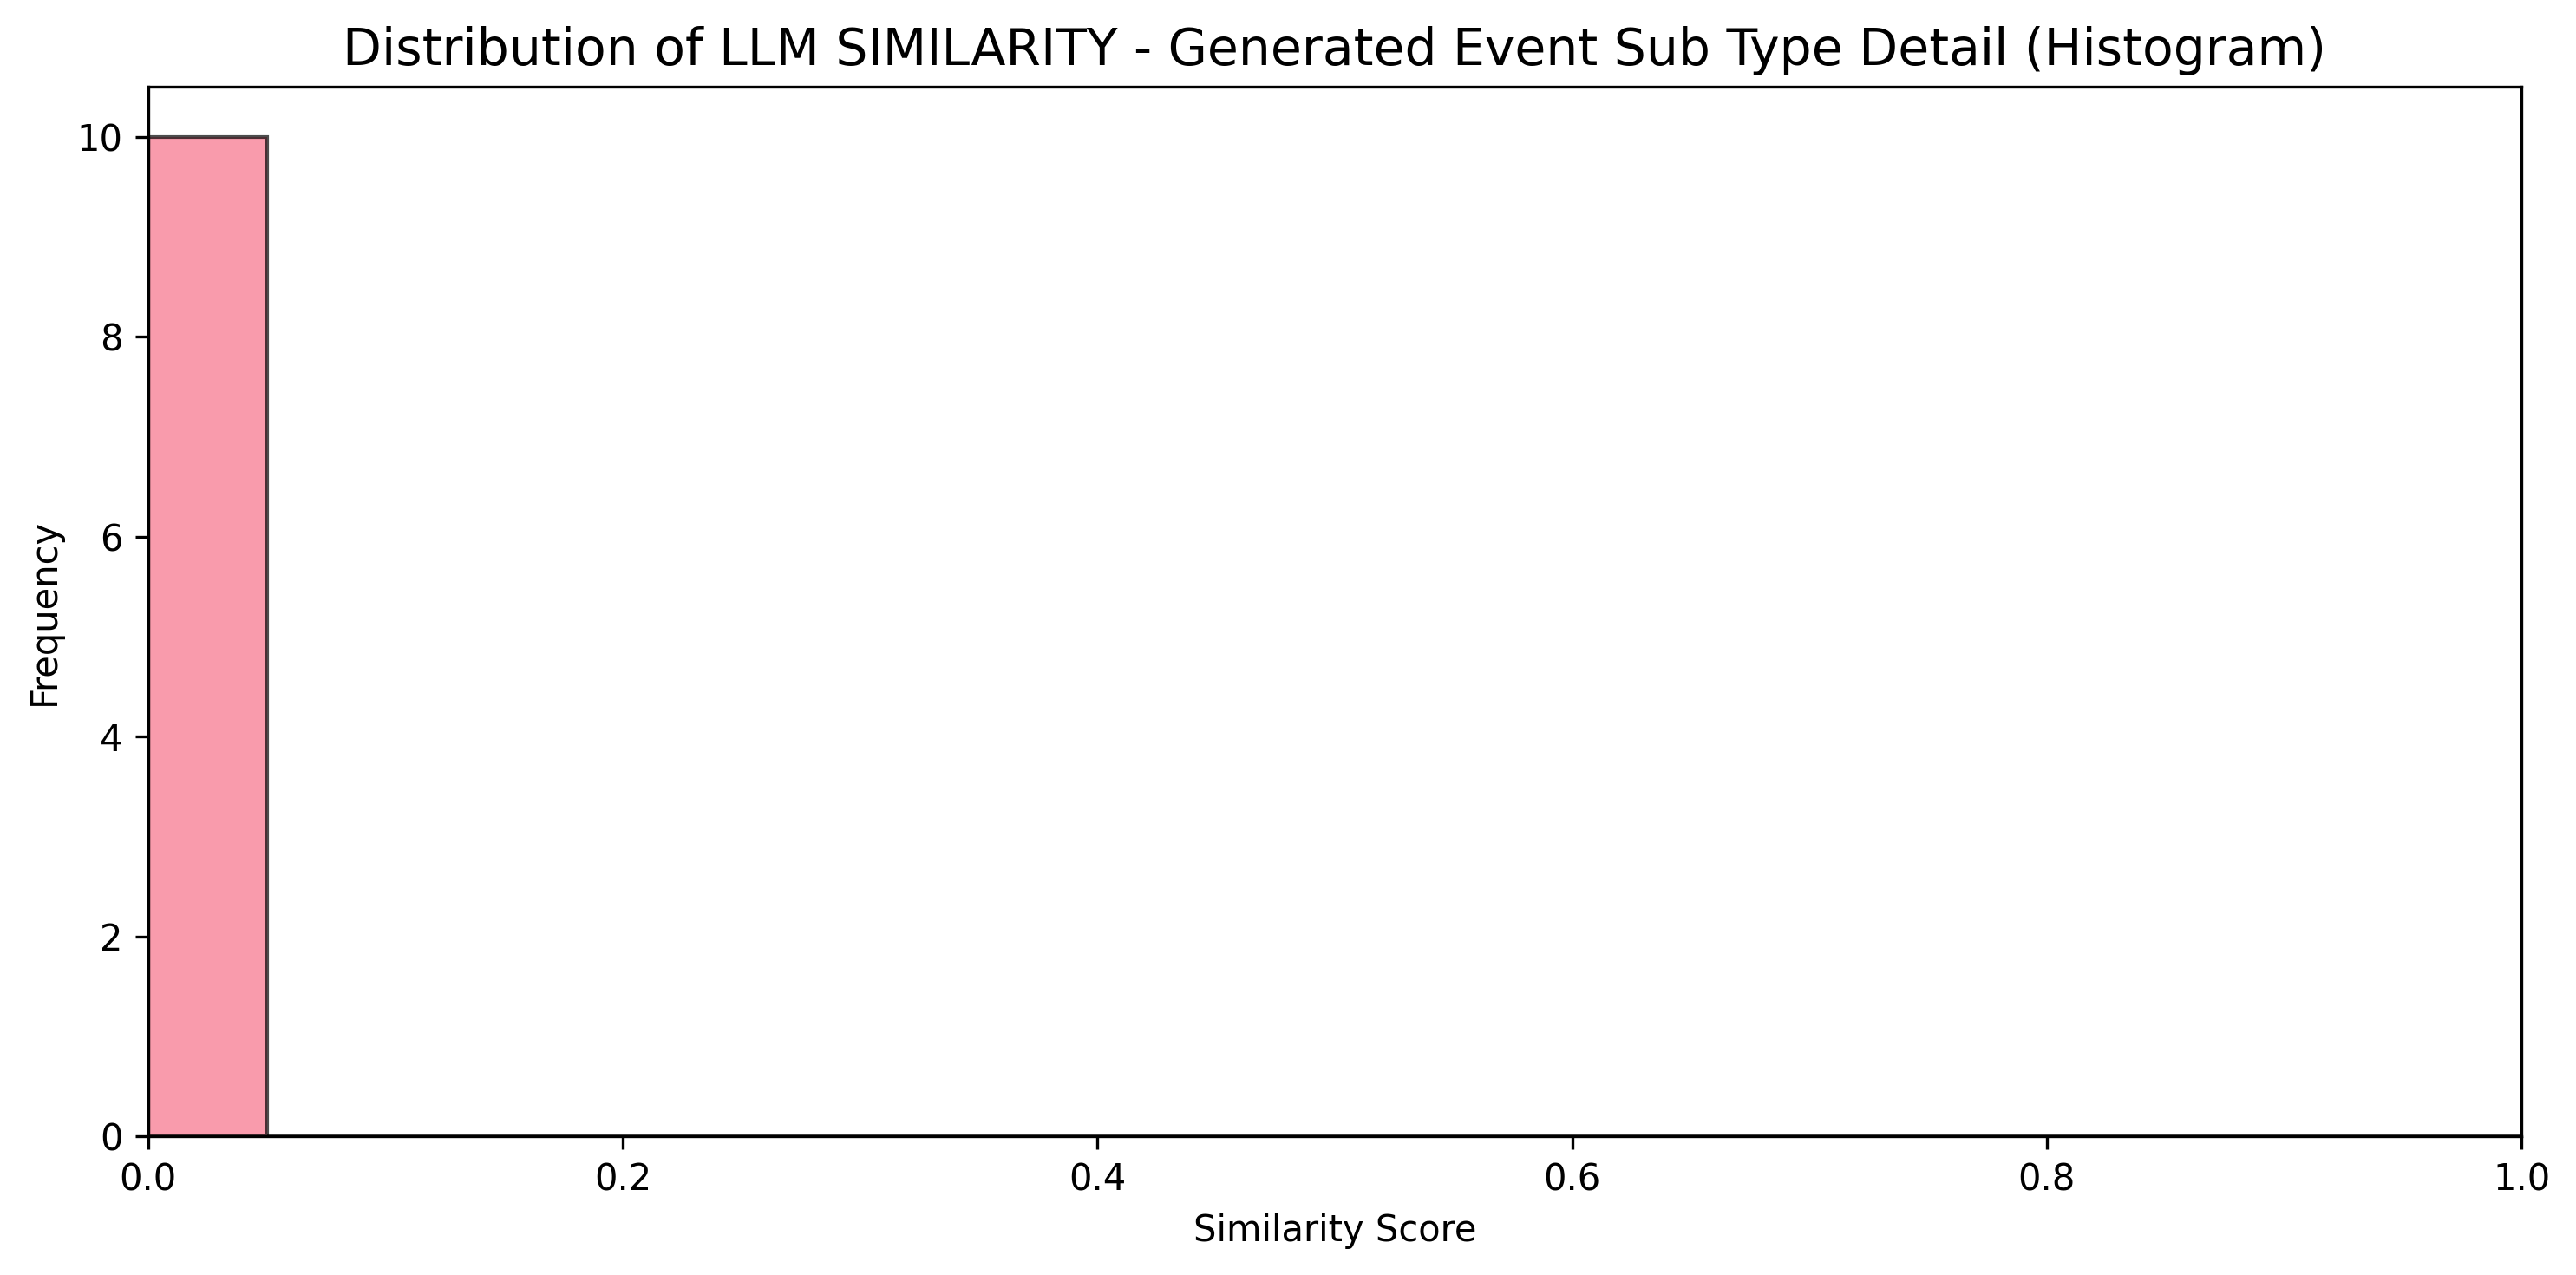 Distribution of LLM SIMILARITY - Generated Event Sub Type Detail (Histogram)
Frequency
10
8
6
4
2
0
0.0 0.2 0.4 0.6 0.8 1.0
Similarity Score